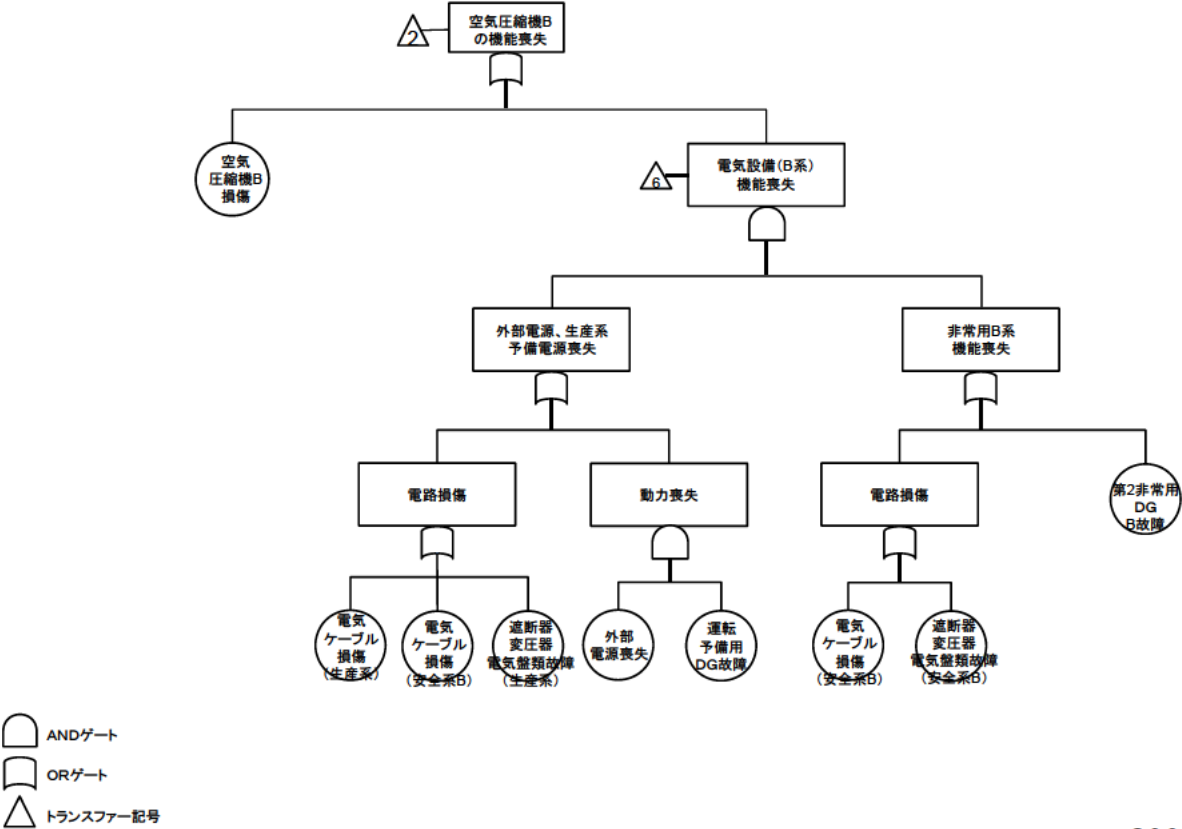 2
空気圧縮機B
の機能喪失
空気
圧縮機B
損傷
6
電気設備(B系)
機能喪失
外部電源、生産系
予備電源喪失
非常用B系
機能喪失
電路損傷
動力喪失
電路損傷
第2非常用
DG
B故障
電気
ケーブル
損傷
(生産系)
電気
ケーブル
損傷
(安全系B)
遮断器
変圧器
電気盤類故障
(生産系)
外部
電源喪失
運転
予備用
DG故障
電気
ケーブル
損傷
(安全系B)
遮断器
変圧器
電気盤類故障
(安全系B)
ANDゲート
ORゲート
トランスファー記号